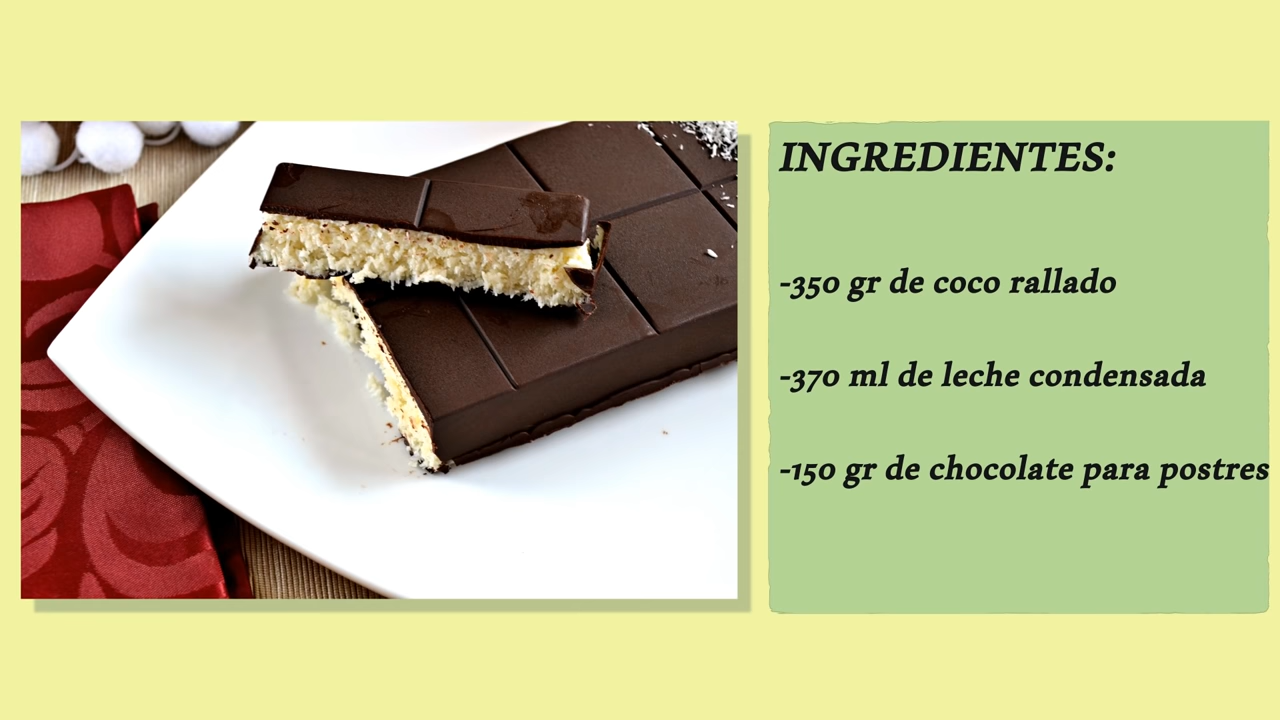 INGREDIENTES:
-350 gr de coco rallado
-370 ml de leche condensada
-150 gr de chocolate para postres